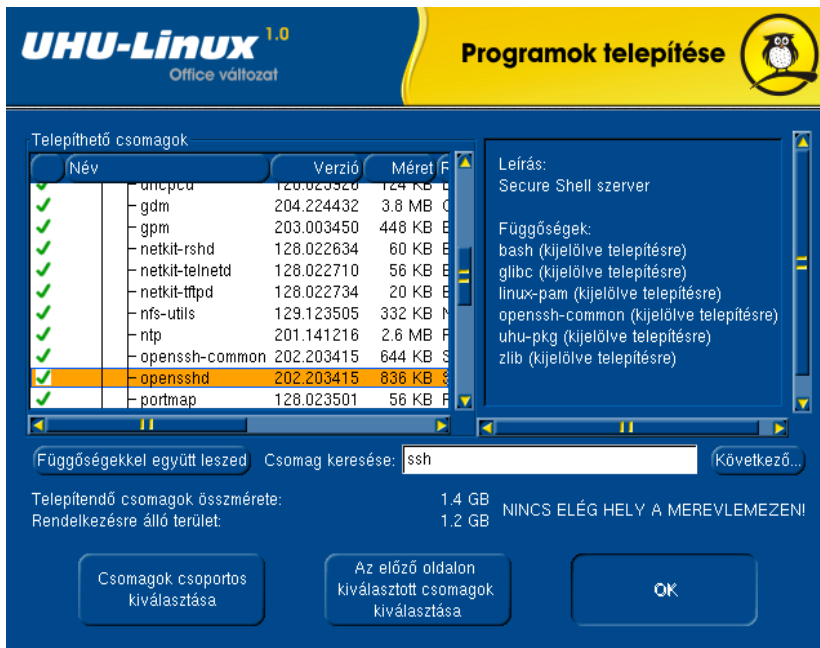 UHU-Linux 1.0
Office változat
Programok telepítése
Telepíthető csomagok
Név Verzió Méret
124 KB
gdm 204.224432 3.8 MB
gpm 203.003450 448 KB
netkit-rshd 128.022634 60 KB
netkit-telnetd 128.022710 56 KB
netkit-tftpd 128.022734 20 KB
nfs-utils 129.123505 332 KB
ntp 201.141216 2.6 MB
openssh-common 202.203415 644 KB
opensshd 202.203415 836 KB
portmap 128.023501 56 KB
Leírás:
Secure Shell szerver
Függőségek:
bash (kijelölve telepítésre)
glibc (kijelölve telepítésre)
linux-pam (kijelölve telepítésre)
openssh-common (kijelölve telepítésre)
uhu-pkg (kijelölve telepítésre)
zlib (kijelölve telepítésre)
Függőségekkel együtt leszed Csomag keresése: ssh Következő...
Telepítendő csomagok összmérete: 1.4 GB
Rendelkezésre álló terület: 1.2 GB
NINCS ELÉG HELY A MEREVLEMEZEN!
Csomagok csoportos
kiválasztása
Az előző oldalon
kiválasztott csomagok
kiválasztása
OK